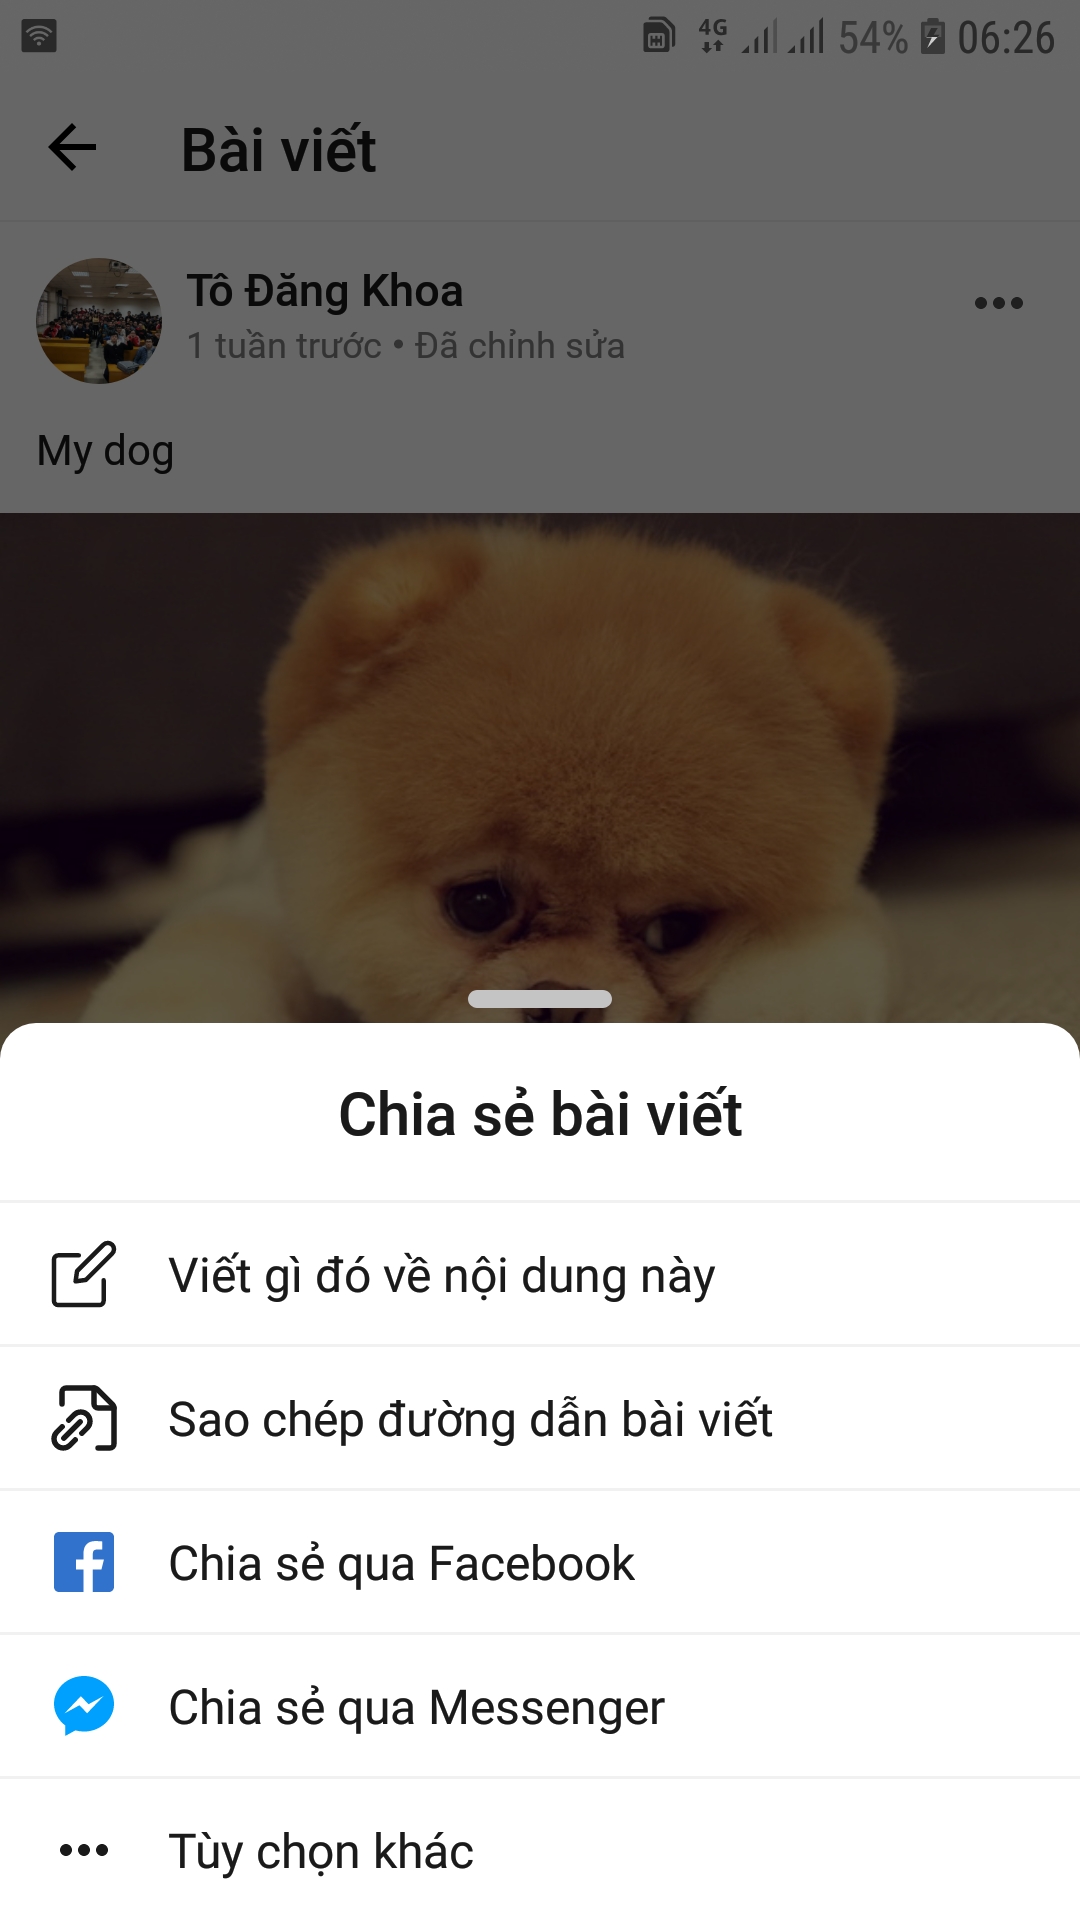 4G 54% 06:26
Bài viết
Tô Đăng Khoa
1 tuần trước • Đã chỉnh sửa
My dog
Chia sẻ bài viết
Viết gì đó về nội dung này
Sao chép đường dẫn bài viết
Chia sẻ qua Facebook
Chia sẻ qua Messenger
Tùy chọn khác